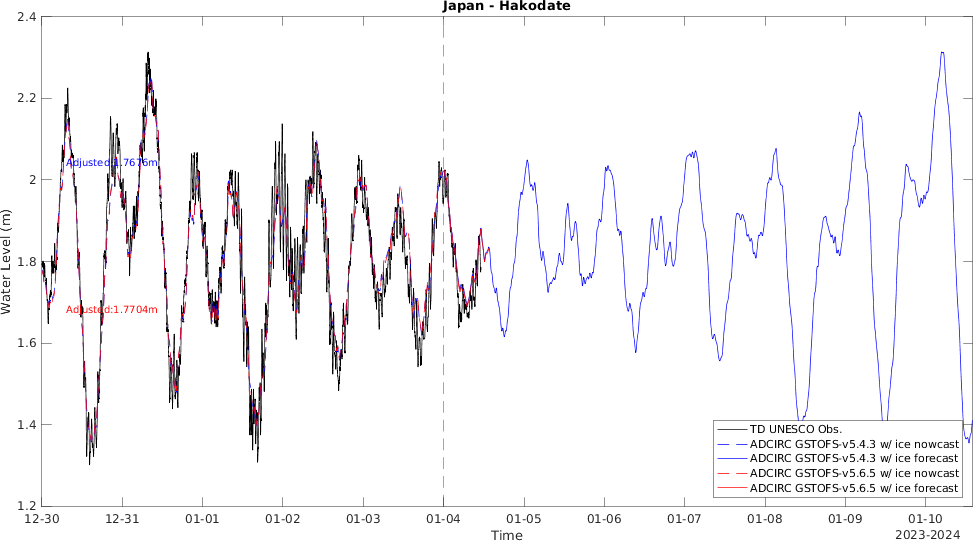 Japan - Hakodate
Water Level (m)
2.4
2.2
2
1.8
1.6
1.4
1.2
Adjusted:1.7676m
Adjusted:1.7704m
TD UNESCO Obs.
ADCIRC GSTOFS-v5.4.3 w/ ice nowcast
ADCIRC GSTOFS-v5.4.3 w/ ice forecast
ADCIRC GSTOFS-v5.6.5 w/ ice nowcast
ADCIRC GSTOFS-v5.6.5 w/ ice forecast
12-30 12-31 01-01 01-02 01-03 01-04 01-05 01-06 01-07 01-08 01-09 01-10
Time
2023-2024